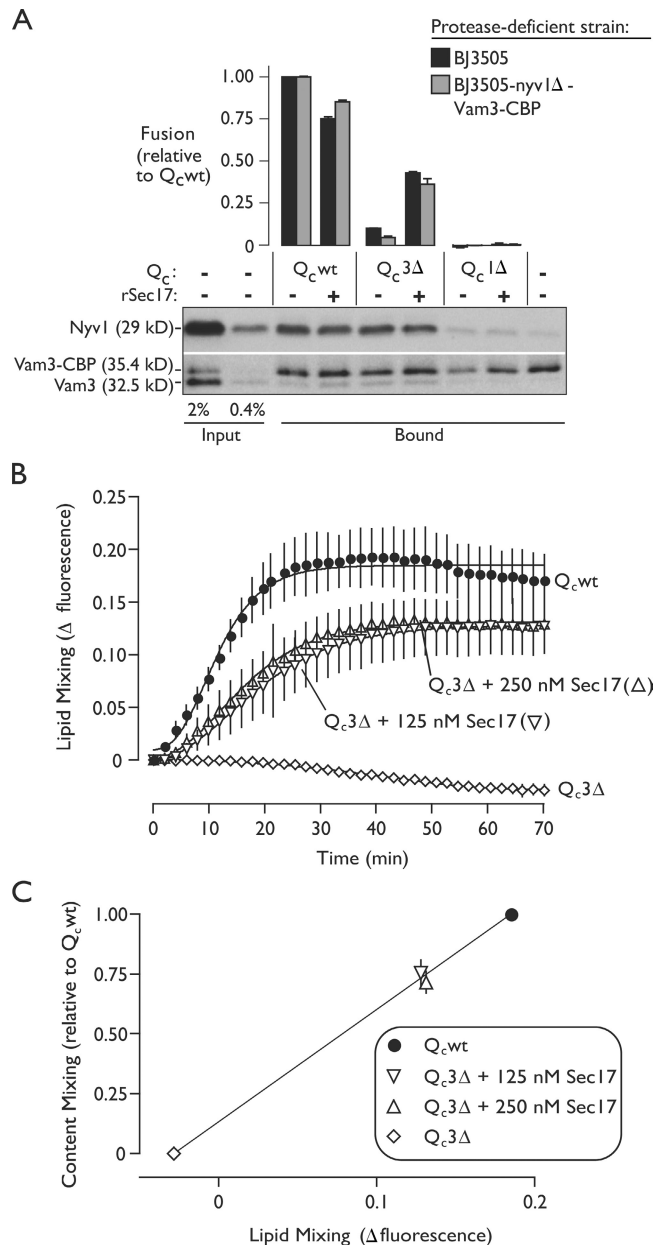 A
Protease-deficient strain:
BJ3505
BJ3505-nyv1Δ -
Vam3-CBP
1.00
0.75
0.50
0.25
0
Fusion
(relative
to Qcwt)
Qc: - - Qcwt Qc3Δ Qc1Δ -
rSec17: - - - + - + - + -
Nyv1 (29 kD)
Vam3-CBP (35.4 kD)
Vam3 (32.5 kD)
2% 0.4%
Input Bound
B
Lipid Mixing (Δ fluorescence)
0.25
0.20
0.15
0.10
0.05
0
Qcwt
Qc3Δ + 250 nM Sec17 (△)
Qc3Δ + 125 nM Sec17 (▽)
Qc3Δ
0 10 20 30 40 50 60 70
Time (min)
C
Content Mixing (relative to Qcwt)
1.00
0.75
0.50
0.25
0
Qcwt
Qc3Δ + 125 nM Sec17
Qc3Δ + 250 nM Sec17
Qc3Δ
0 0.1 0.2
Lipid Mixing (Δfluorescence)